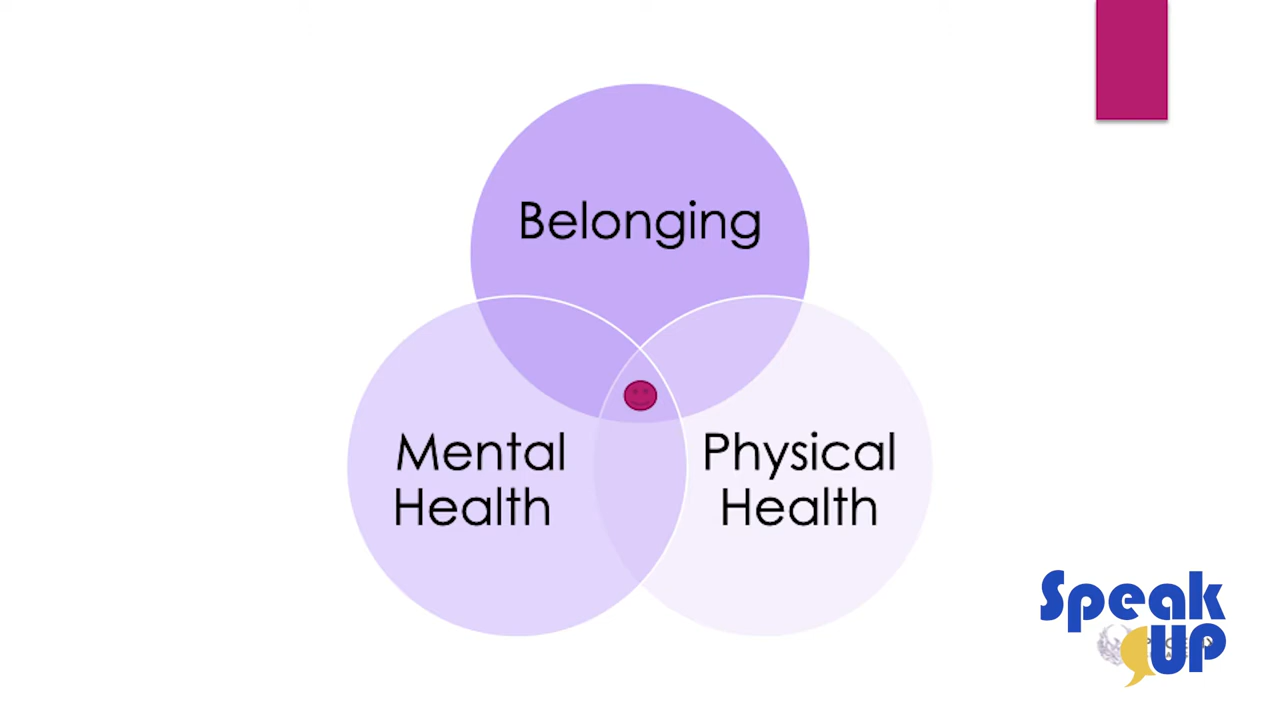 Belonging
Mental
Health
Physical
Health
Speak
UP